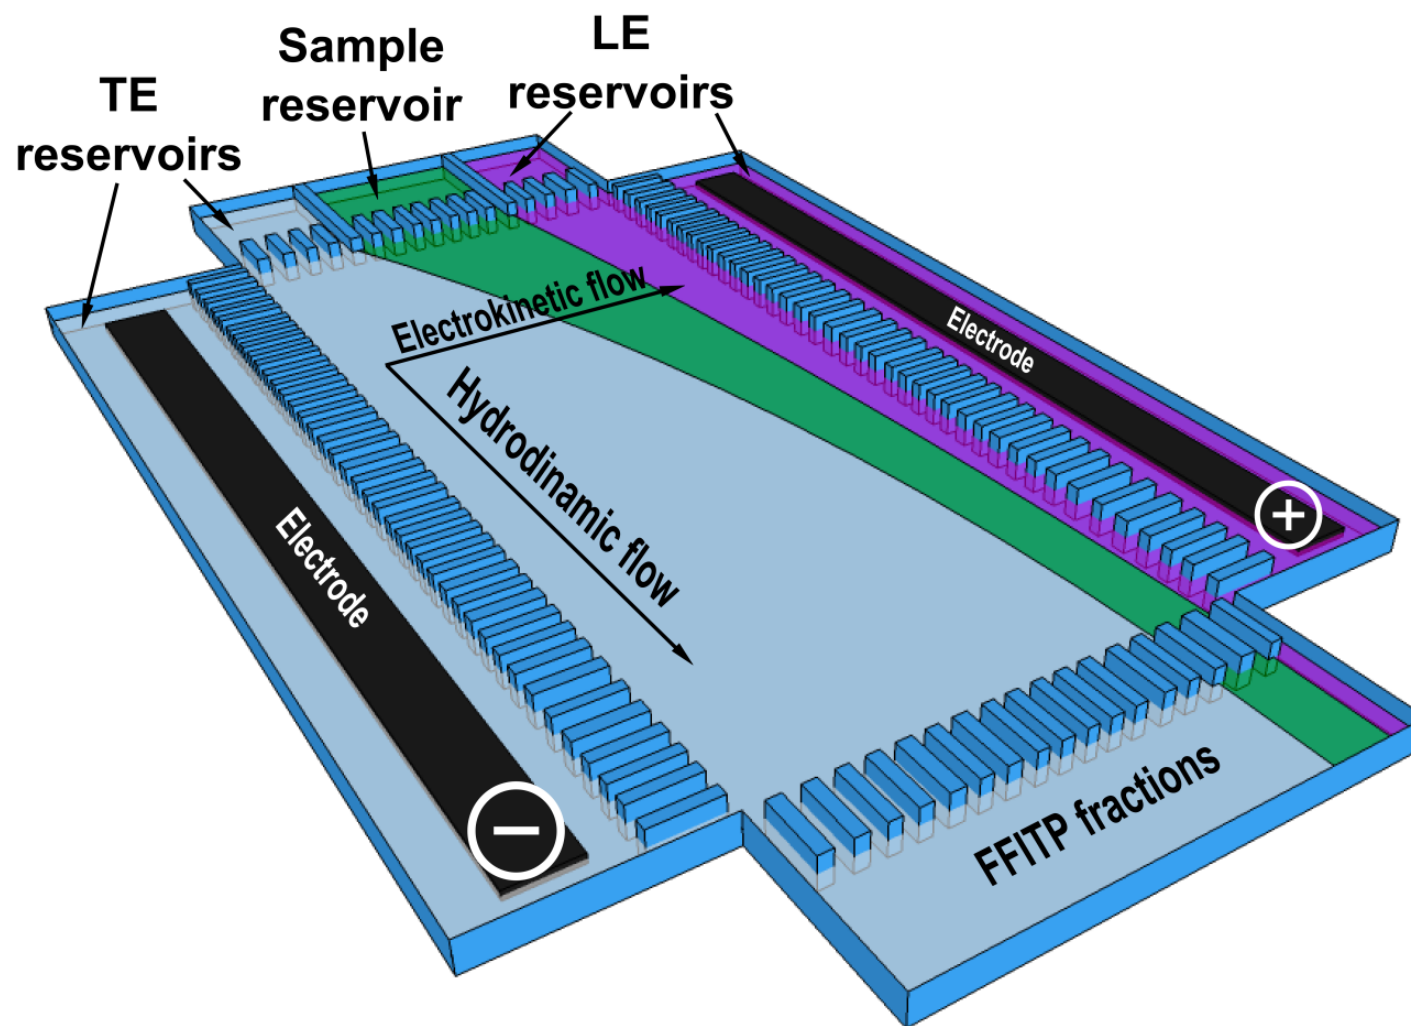 TE
reservoirs
Sample
reservoir
LE
reservoirs
Electrokinetic flow
Hydrodinamic flow
Electrode
+
Electrode
−
FFITP fractions